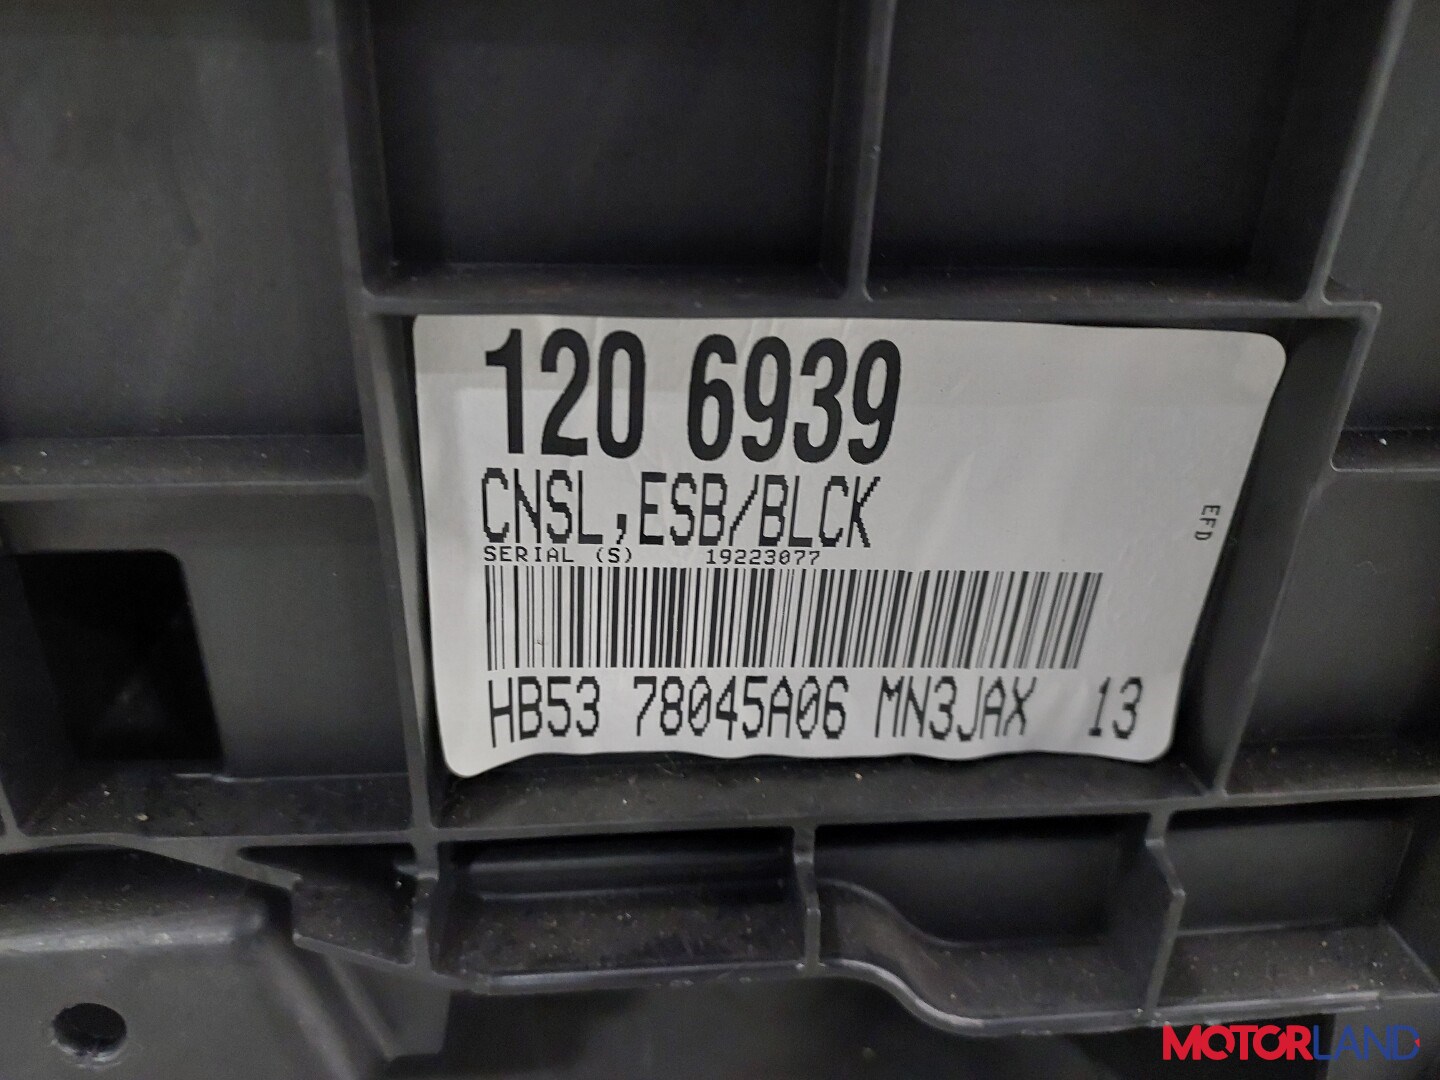 120 6939
CNSL,ESB/BLCK
SERIAL (S) 19223077
EFD
HB53 78045A06 MN3JAX 13
MOTORLAND